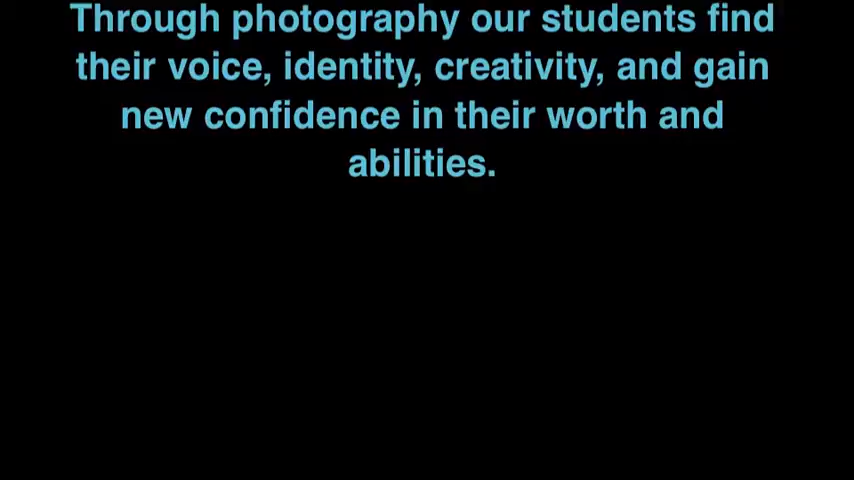 Through photography our students find
their voice, identity, creativity, and gain
new confidence in their worth and
abilities.